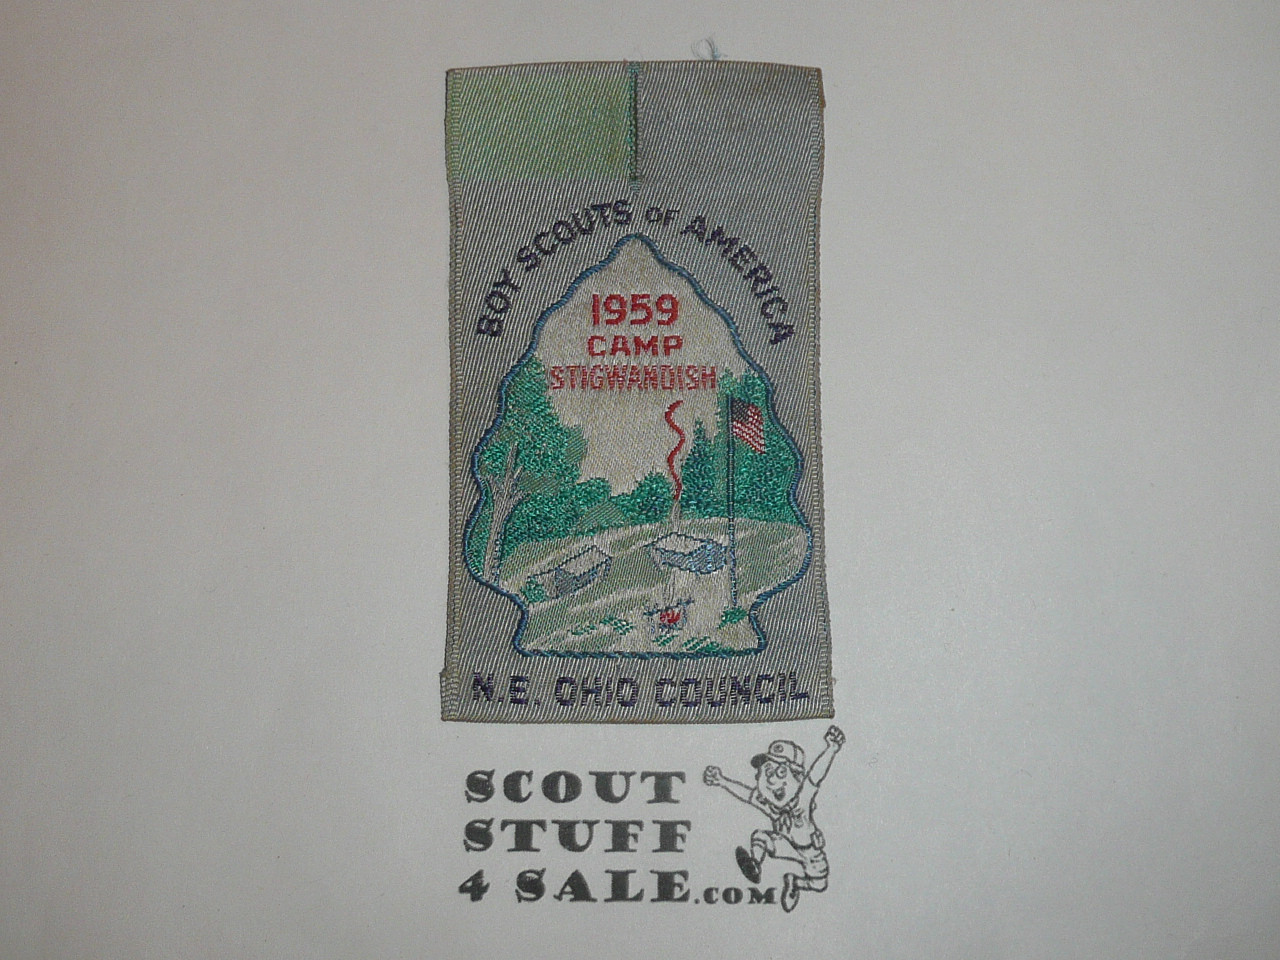 BOY SCOUTS OF AMERICA
1959
CAMP
STIGWANDISH
N.E. OHIO COUNCIL
SCOUT
STUFF
4 SALE.COM